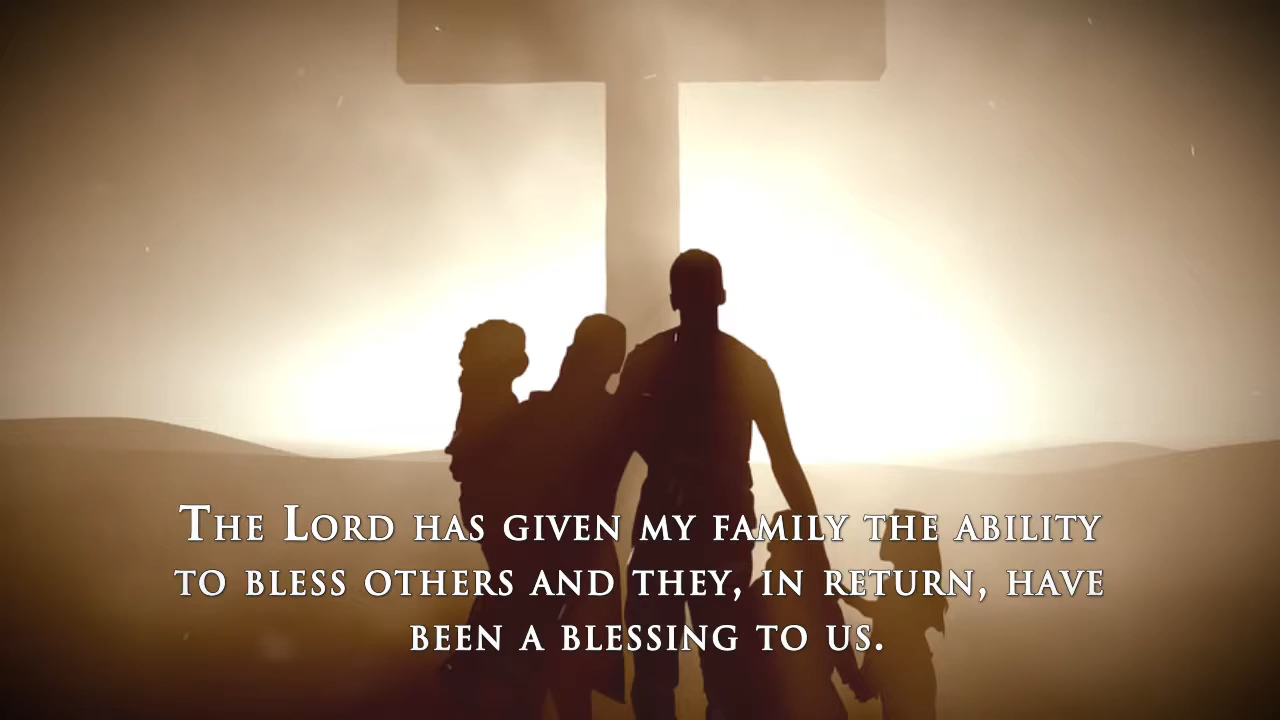 The Lord has given my family the ability
to bless others and they, in return, have
been a blessing to us.